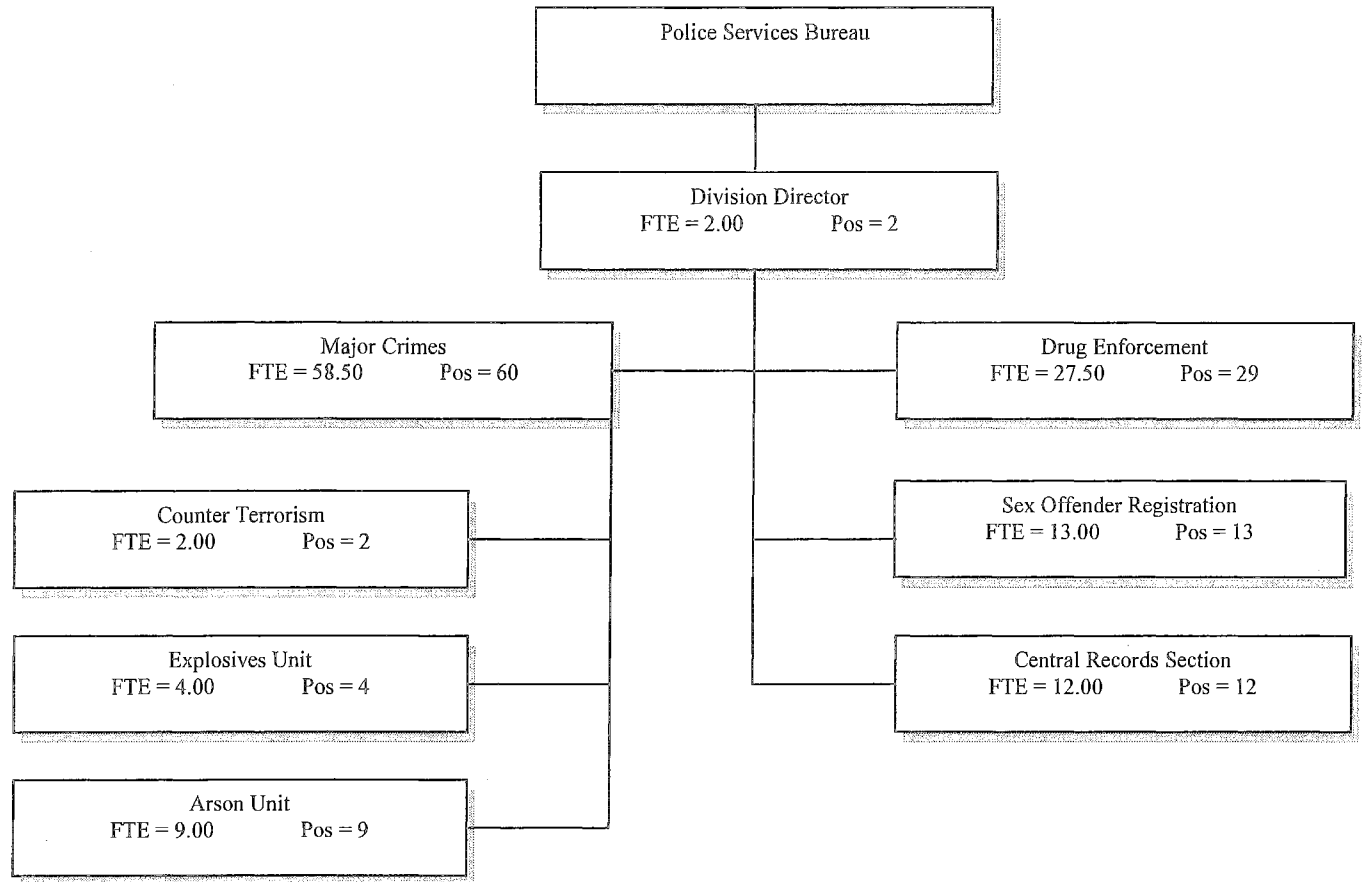 Police Services Bureau
Division Director
FTE = 2.00 Pos = 2
Major Crimes
FTE = 58.50 Pos = 60
Drug Enforcement
FTE = 27.50 Pos = 29
Counter Terrorism
FTE = 2.00 Pos = 2
Sex Offender Registration
FTE = 13.00 Pos = 13
Explosives Unit
FTE = 4.00 Pos = 4
Central Records Section
FTE = 12.00 Pos = 12
Arson Unit
FTE = 9.00 Pos = 9